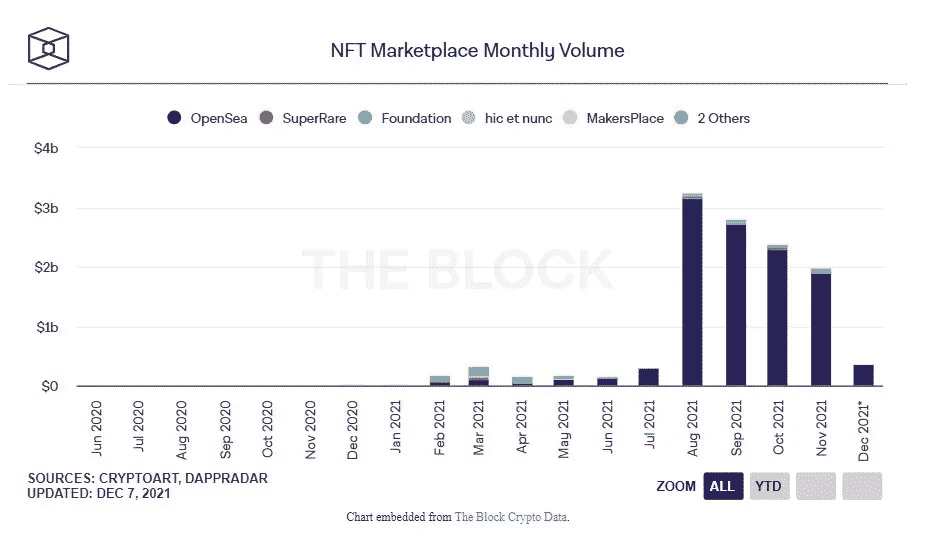 NFT Marketplace Monthly Volume
OpenSea SuperRare Foundation hic et nunc MakersPlace 2 Others
$4b
$3b
$2b
$1b
$0
THE BLOCK
Jun 2020 Jul 2020 Aug 2020 Sep 2020 Oct 2020 Nov 2020 Dec 2020 Jan 2021 Feb 2021 Mar 2021 Apr 2021 May 2021 Jun 2021 Jul 2021 Aug 2021 Sep 2021 Oct 2021 Nov 2021 Dec 2021*
SOURCES: CRYPTOART, DAPPRADAR
UPDATED: DEC 7, 2021
ZOOM ALL YTD
Chart embedded from The Block Crypto Data.